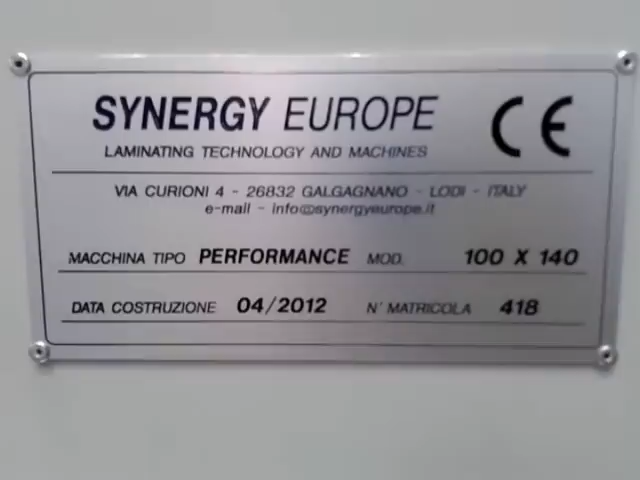 SYNERGY EUROPE CE
LAMINATING TECHNOLOGY AND MACHINES
VIA CURIONI 4 - 26832 GALGAGNANO - LODI - ITALY
e-mail - info@synergyeurope.it
MACCHINA TIPO PERFORMANCE MOD. 100 X 140
DATA COSTRUZIONE 04/2012 N' MATRICOLA 418